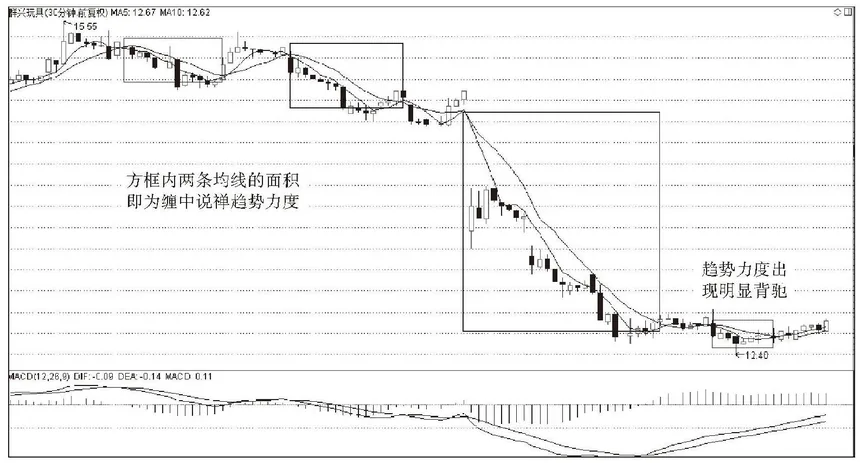 群兴玩具(30分钟前复权) MA5: 12.67 MA10: 12.62
15.55
方框内两条均线的面积
即为缠中说禅趋势力度
趋势力度出
现明显背驰
12.40
MACD(12,26,9) DIF: -0.09 DEA: -0.14 MACD: 0.11